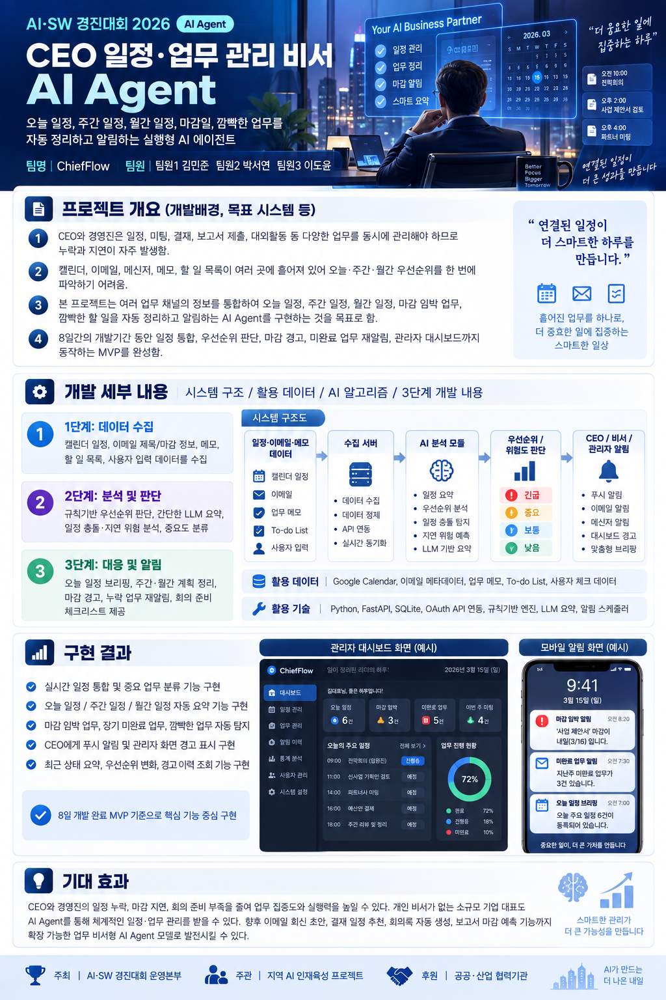 AI·SW 경진대회 2026 AI Agent
CEO 일정·업무 관리 비서
AI Agent
오늘 일정, 주간 일정, 월간 일정, 마감일, 깜빡한 업무를
자동 정리하고 알림하는 실행형 AI 에이전트
팀명 | ChiefFlow 팀원 | 팀원1 김민준 팀원2 박서연 팀원3 이도윤
Your AI Business Partner
일정 관리
업무 정리
마감 알림
스마트 요약
2026. 03
S M T W T F S
집중하는 하루”
오전 10:00
전략회의
오후 2:00
사업 제안서 검토
오후 4:00
파트너 미팅
Better
Focus
Bigger
Tomorrow
연결된 일정이
더 큰 성과를 만듭니다
프로젝트 개요 (개발배경, 목표 시스템 등)
1 CEO와 경영진은 일정, 미팅, 결재, 보고서 제출, 대외활동 등 다양한 업무를 동시에 관리해야 하므로
누락과 지연이 자주 발생함.
2 캘린더, 이메일, 메신저, 메모, 할 일 목록이 여러 곳에 흩어져 있어 오늘·주간·월간 우선순위를 한 번에
파악하기 어려움.
3 본 프로젝트는 여러 업무 채널의 정보를 통합하여 오늘 일정, 주간 일정, 월간 일정, 마감 임박 업무,
깜빡한 할 일을 자동 정리하고 알림하는 AI Agent를 구현하는 것을 목표로 함.
4 8일간의 개발기간 동안 일정 통합, 우선순위 판단, 마감 경고, 미완료 업무 재알림, 관리자 대시보드까지
동작하는 MVP를 완성함.
“ 연결된 일정이
더 스마트한 하루를
만듭니다. ”
흩어진 업무를 하나로,
더 중요한 일에 집중하는
스마트한 일상
개발 세부 내용 | 시스템 구조 / 활용 데이터 / AI 알고리즘 / 3단계 개발 내용
1 1단계: 데이터 수집
캘린더 일정, 이메일 제목/마감 정보, 메모,
할 일 목록, 사용자 입력 데이터를 수집
2 2단계: 분석 및 판단
규칙기반 우선순위 판단, 간단한 LLM 요약,
일정 충돌·지연 위험 분석, 중요도 분류
3 3단계: 대응 및 알림
오늘 일정 브리핑, 주간·월간 계획 정리,
마감 경고, 누락 업무 재알림, 회의 준비
체크리스트 제공
시스템 구조도
일정·이메일·메모
데이터
캘린더 일정
이메일
업무 메모
To-do List
사용자 입력
수집 서버
• 데이터 수집
• 데이터 정제
• API 연동
• 실시간 동기화
AI 분석 모듈
• 일정 요약
• 우선순위 분석
• 일정 충돌 탐지
• 지연 위험 예측
• LLM 기반 요약
우선순위 /
위험도 판단
긴급
중요
보통
낮음
CEO / 비서 /
관리자 알림
• 푸시 알림
• 이메일 알림
• 메신저 알림
• 대시보드 경고
• 맞춤형 브리핑
활용 데이터 | Google Calendar, 이메일 메타데이터, 업무 메모, To-do List, 사용자 체크 데이터
활용 기술 | Python, FastAPI, SQLite, OAuth API 연동, 규칙기반 엔진, LLM 요약, 알림 스케줄러
구현 결과
실시간 일정 통합 및 중요 업무 분류 기능 구현
오늘 일정 / 주간 일정 / 월간 일정 자동 요약 기능 구현
마감 임박 업무, 장기 미완료 업무, 깜빡한 업무 자동 탐지
CEO에게 푸시 알림 및 관리자 화면 경고 표시 구현
최근 상태 요약, 우선순위 변화, 경고 이력 조회 기능 구현
8일 개발 완료 MVP 기준으로 핵심 기능 중심 구현
관리자 대시보드 화면 (예시)
ChiefFlow
2026년 3월 15일 (일)
대시보드
일정 관리
업무 관리
알림 이력
통계 분석
사용자 관리
시스템 설정
오늘 일정
6건
마감 임박
3건
미완료 업무
5건
이번 주 미팅
4건
오늘의 주요 일정 전체 보기 >
09:00 전략회의 (임원진)
11:00 신사업 기획안 검토 예정
14:00 파트너사 미팅 예정
16:00 예산안 결재 예정
18:00 주간 리뷰 및 정리 예정
업무 진행 현황
72%
완료 72%
진행중 18%
미완료 10%
모바일 알림 화면 (예시)
9:41
3월 15일 (일)
마감 임박 알림 오전 8:20
‘사업 제안서’ 마감이
내일(3/16) 입니다.
미완료 업무 알림 오전 7:30
지난주 미완료 업무가
3건 있습니다.
오늘 일정 브리핑 오전 7:00
오늘 주요 일정 6건이
등록되어 있습니다.
중요한 일이, 더 큰 가치를 만듭니다
기대 효과
CEO와 경영진의 일정 누락, 마감 지연, 회의 준비 부족을 줄여 업무 집중도와 실행력을 높일 수 있다. 개인 비서가 없는 소규모 기업 대표도
AI Agent를 통해 체계적인 일정·업무 관리를 받을 수 있다. 향후 이메일 회신 초안, 결재 일정 추천, 회의록 자동 생성, 보고서 마감 예측 기능까지
확장 가능한 업무 비서형 AI Agent 모델로 발전시킬 수 있다.
스마트한 관리가
더 큰 가능성을 만듭니다
주최 | AI·SW 경진대회 운영본부
주관 | 지역 AI 인재육성 프로젝트
후원 | 공공·산업 협력기관
AI가 만드는
더 나은 내일